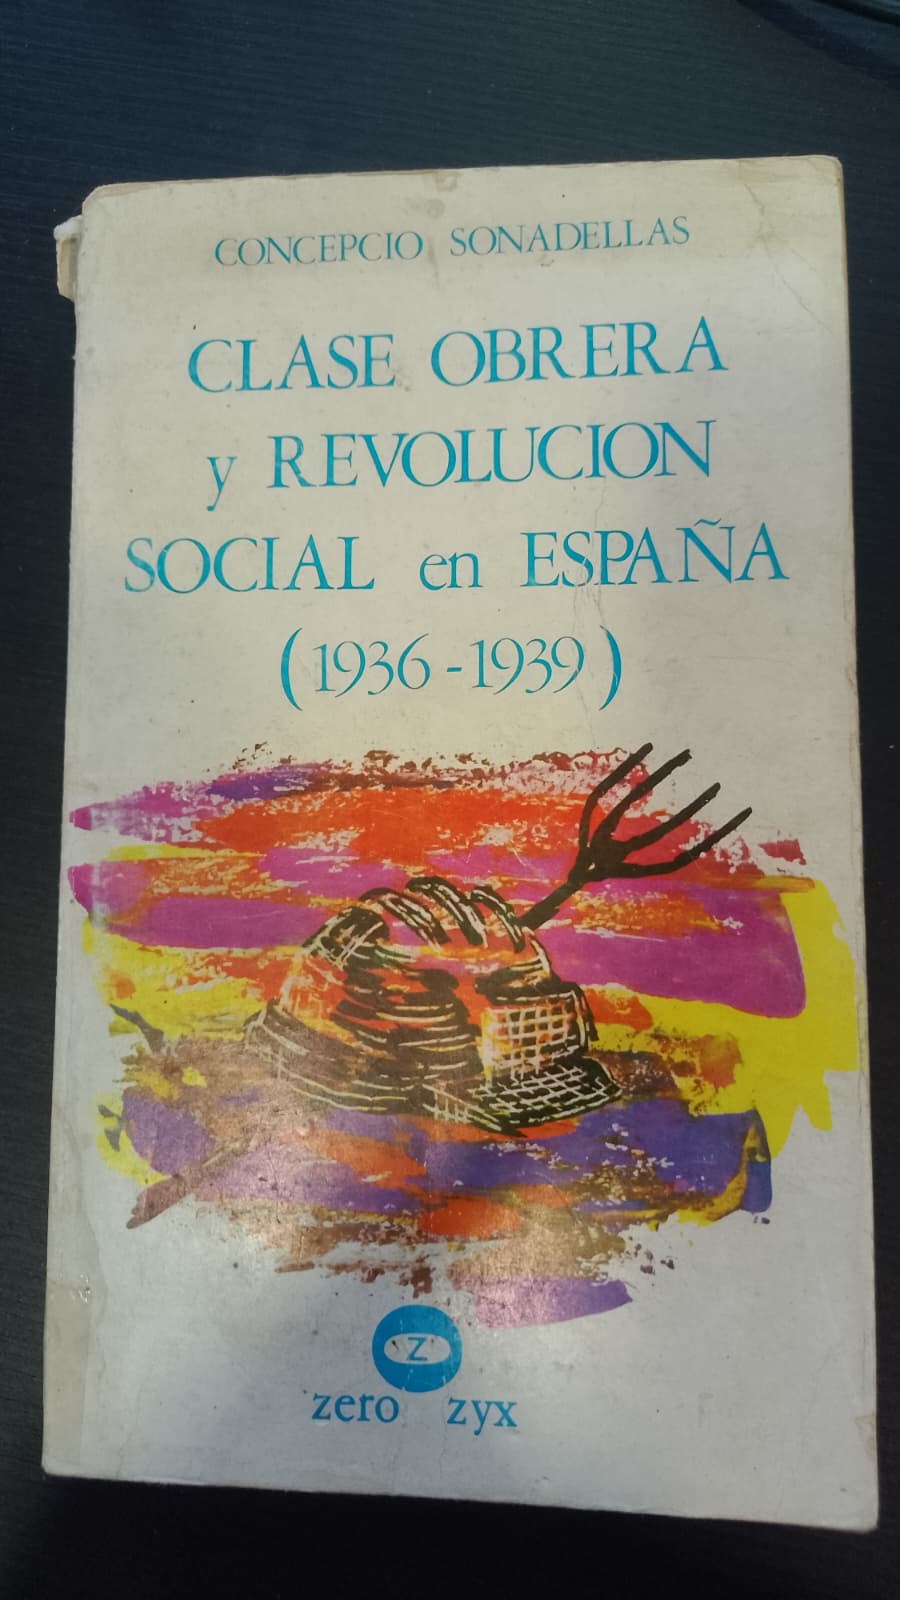 CONCEPCIO SONADELLAS
CLASE OBRERA
y REVOLUCION
SOCIAL en ESPAÑA
(1936-1939)
Z
zero zyx